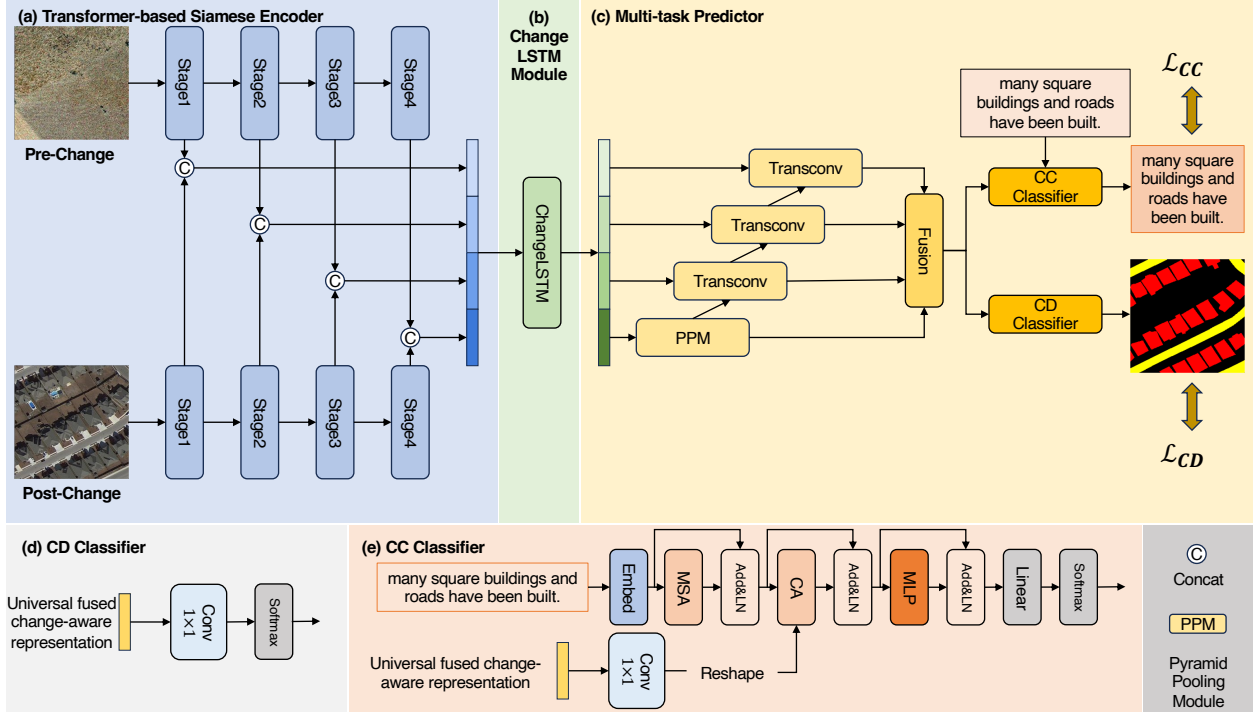 (a) Transformer-based Siamese Encoder
Stage1
Stage2
Stage3
Stage4
Pre-Change
C
C
C
C
Stage1
Stage2
Stage3
Stage4
Post-Change
(b)
Change
LSTM
Module
ChangeLSTM
(c) Multi-task Predictor
Transconv
Transconv
Transconv
PPM
Fusion
many square
buildings and roads
have been built.
CC
Classifier
CD
Classifier
ℒCC
many square
buildings and
roads have
been built.
ℒCD
(d) CD Classifier
Universal fused
change-aware
representation
Conv
1×1
Softmax
(e) CC Classifier
many square buildings and
roads have been built.
Embed
MSA
Add&LN
CA
Add&LN
MLP
Add&LN
Linear
Softmax
Universal fused change-
aware representation
Conv
1×1
Reshape
C
Concat
PPM
Pyramid
Pooling
Module